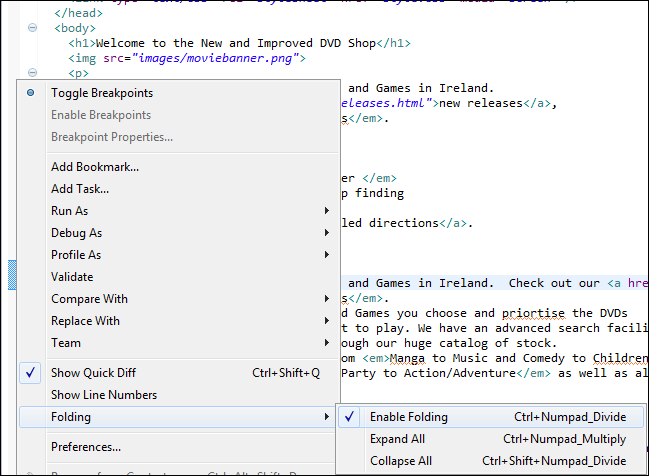 </head>
<body>
<h1>Welcome to the New and Improved DVD Shop</h1>
<img src="images/moviebanner.png">
<p>
and Games in Ireland.
eleases.html">new releases</a>,
s</em>.
er </em>
p finding
led directions</a>.
and Games in Ireland.  Check out our <a hre
s</em>.
d Games you choose and priortise the DVDs
t to play. We have an advanced search facili
ough our huge catalog of stock.
om <em>Manga to Music and Comedy to Children
Party to Action/Adventure</em> as well as al
Toggle Breakpoints
Enable Breakpoints
Breakpoint Properties...
Add Bookmark...
Add Task...
Run As
Debug As
Profile As
Validate
Compare With
Replace With
Team
Show Quick Diff Ctrl+Shift+Q
Show Line Numbers
Folding
Preferences...
Enable Folding Ctrl+Numpad_Divide
Expand All Ctrl+Numpad_Multiply
Collapse All Ctrl+Shift+Numpad_Divide